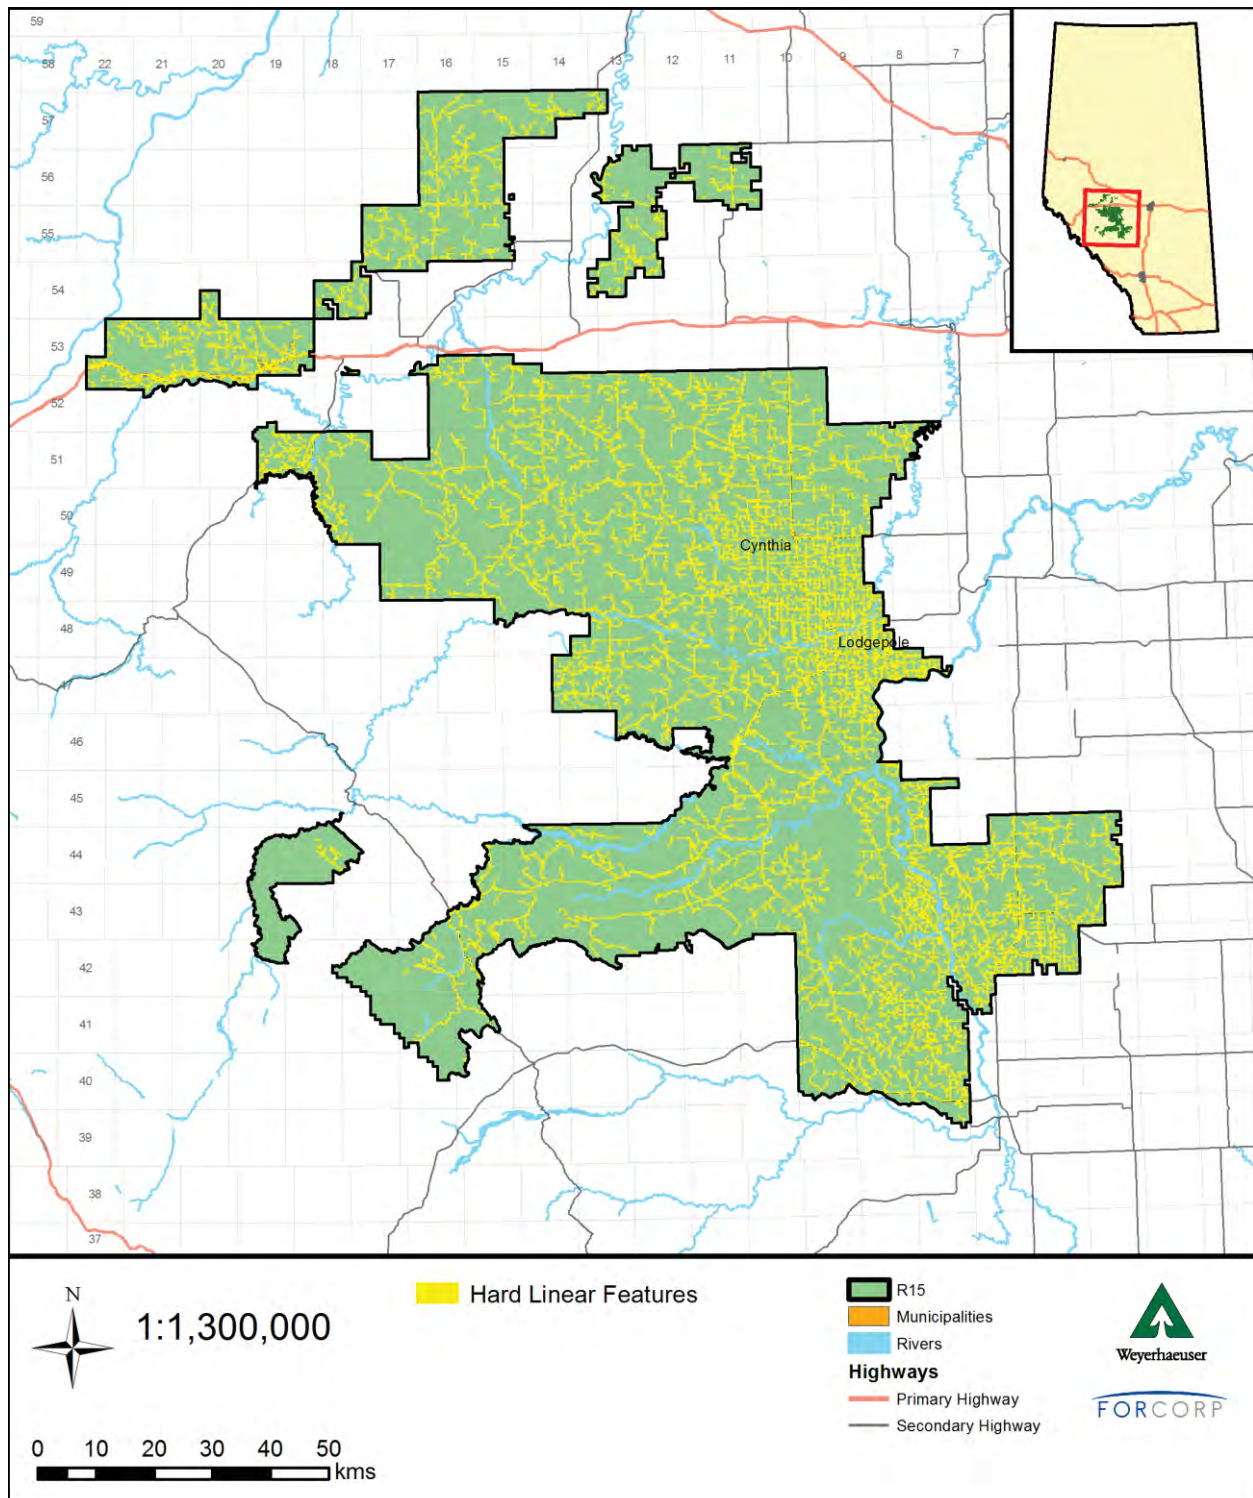 59
58 22 21 20 19 18 17 16 15 14 13 12 11 10 9 8 7
57
56
55
54
53
52
51
50
Cynthia
49
48
Lodgepole
47
46
45
44
43
42
41
40
39
38
37
N
1:1,300,000
Hard Linear Features
R15
Municipalities
Rivers
Highways
Primary Highway
Secondary Highway
Weyerhaeuser
FORCORP
0 10 20 30 40 50
kms